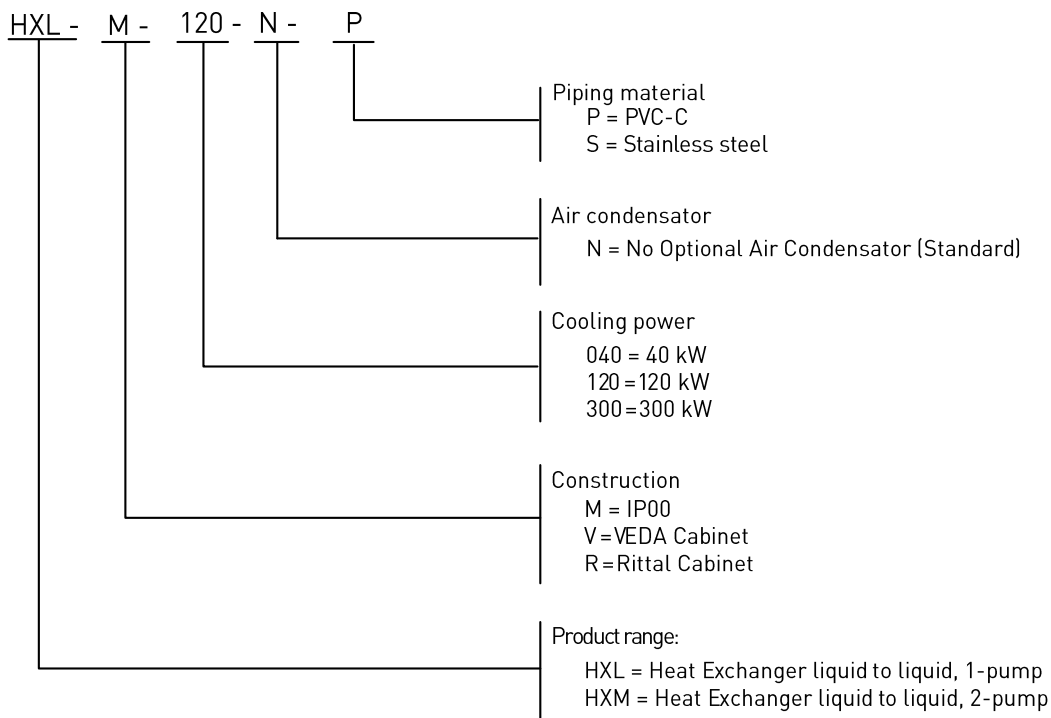 HXL - M - 120 - N - P
Piping material
P = PVC-C
S = Stainless steel
Air condensator
N = No Optional Air Condensator (Standard)
Cooling power
040 = 40 kW
120=120 kW
300=300 kW
Construction
M = IP00
V=VEDA Cabinet
R=Rittal Cabinet
Product range:
HXL = Heat Exchanger liquid to liquid, 1-pump
HXM = Heat Exchanger liquid to liquid, 2-pump